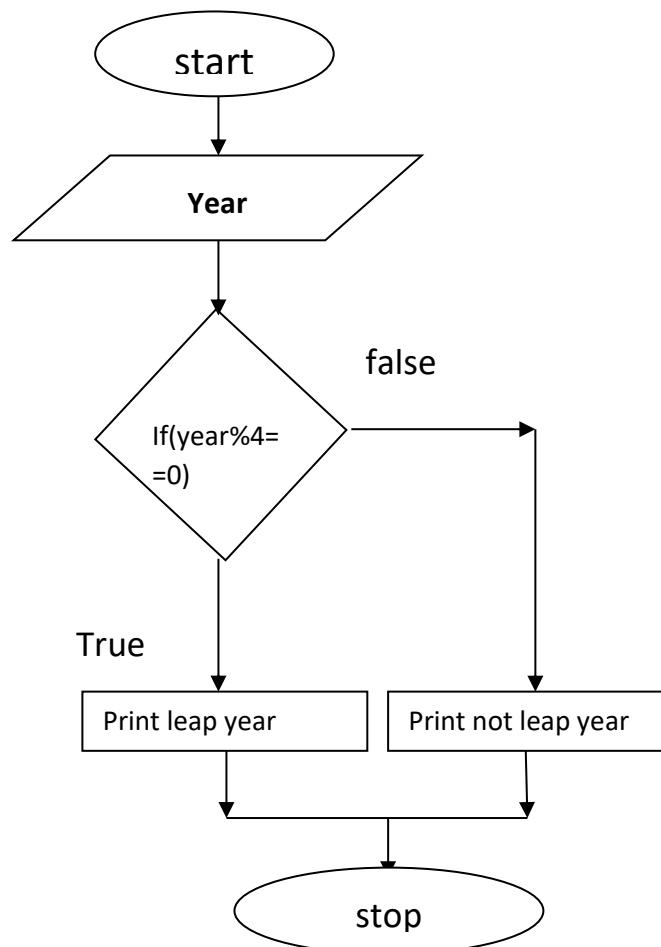 start
Year
false
If(year%4=
=0)
True
Print leap year
Print not leap year
stop